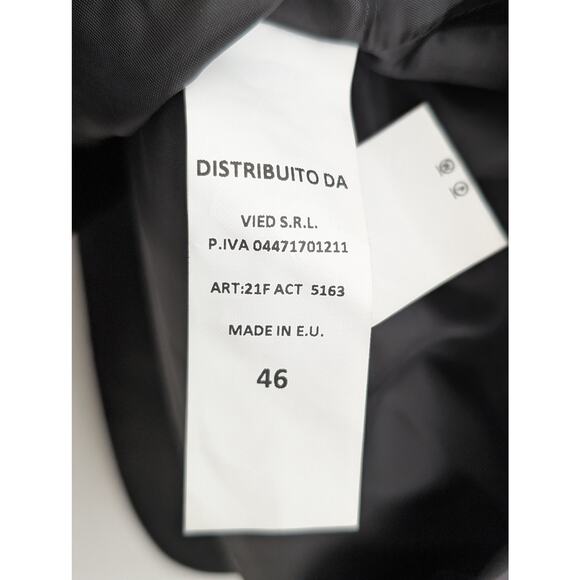 DISTRIBUITO DA
VIED S.R.L.
P.IVA 04471701211
ART:21F ACT 5163
MADE IN E.U.
46